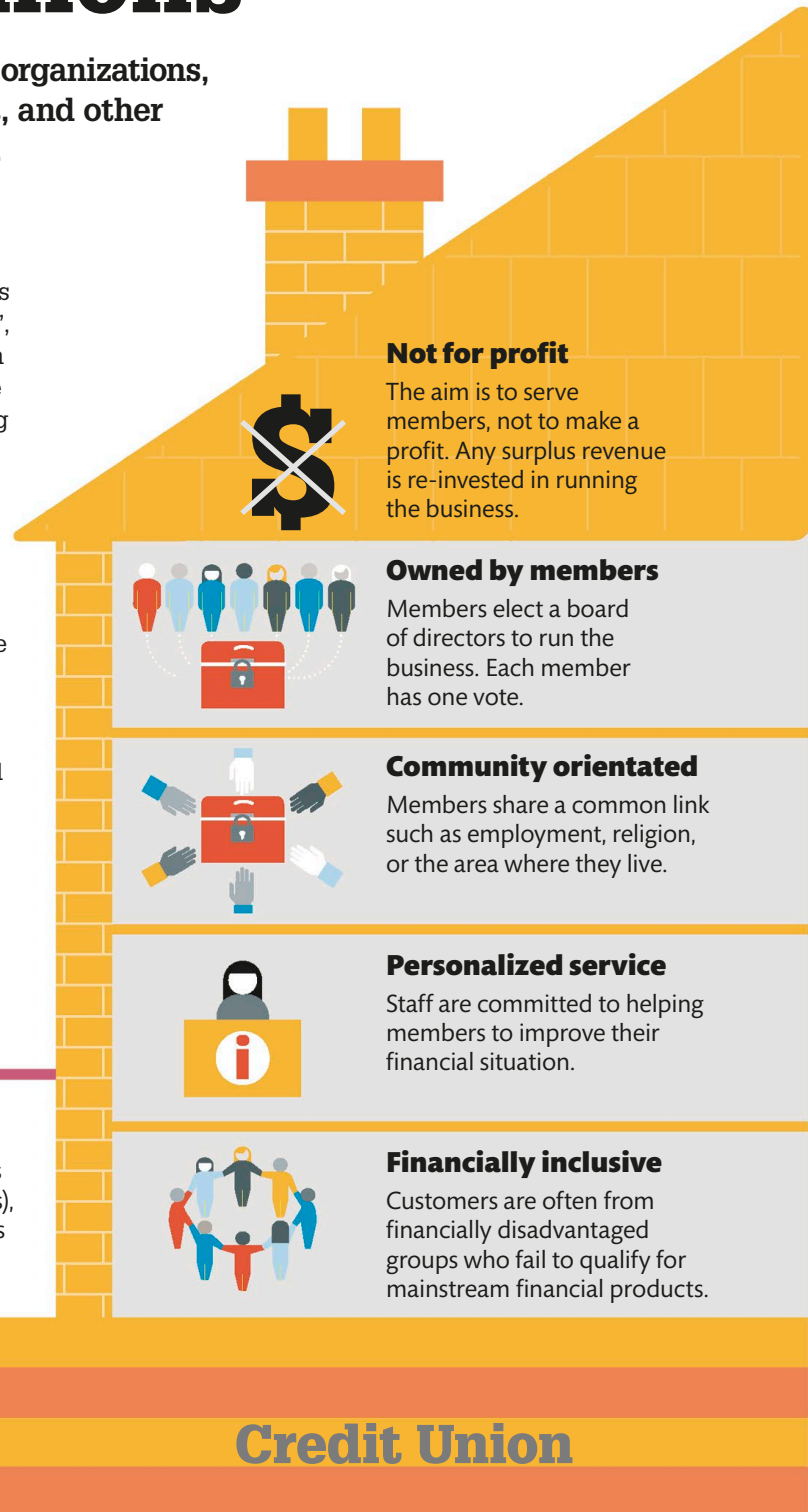 organizations,
, and other
Not for profit
The aim is to serve
members, not to make a
profit. Any surplus revenue
is re-invested in running
the business.
Owned by members
Members elect a board
of directors to run the
business. Each member
has one vote.
Community orientated
Members share a common link
such as employment, religion,
or the area where they live.
Personalized service
Staff are committed to helping
members to improve their
financial situation.
Financially inclusive
Customers are often from
financially disadvantaged
groups who fail to qualify for
mainstream financial products.
Credit Union